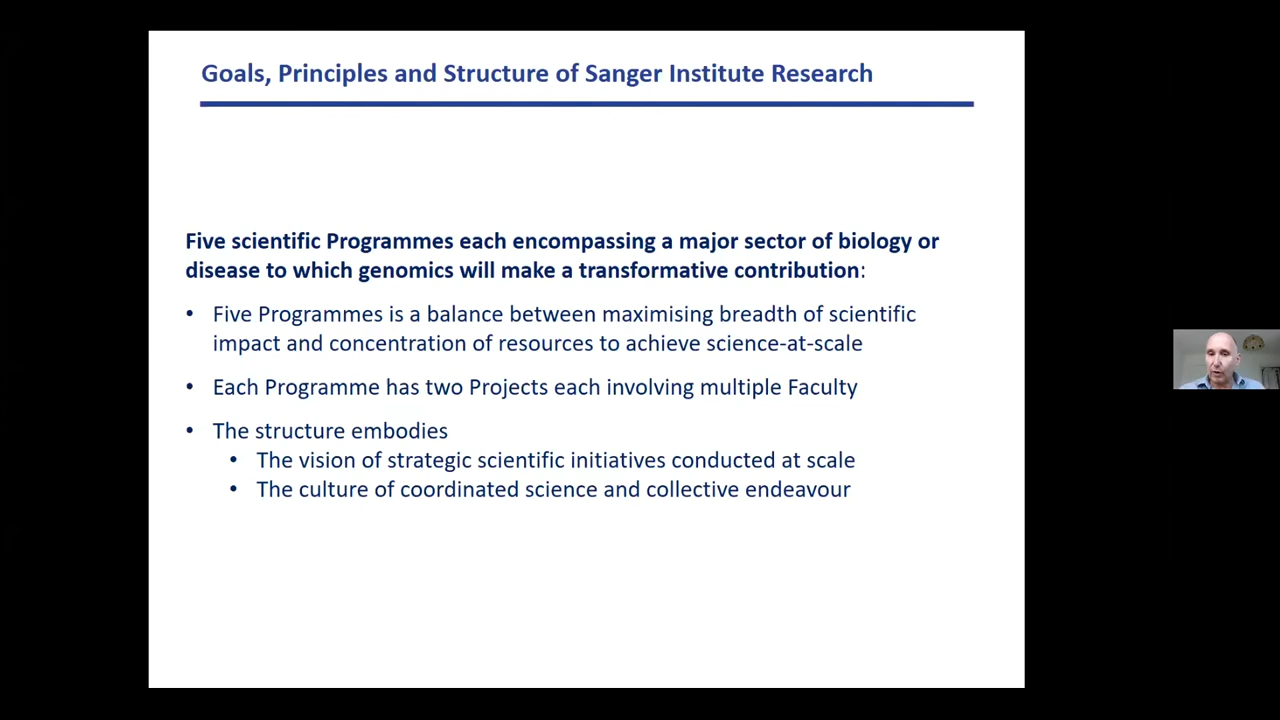 Goals, Principles and Structure of Sanger Institute Research
Five scientific Programmes each encompassing a major sector of biology or
disease to which genomics will make a transformative contribution:
• Five Programmes is a balance between maximising breadth of scientific
impact and concentration of resources to achieve science-at-scale
• Each Programme has two Projects each involving multiple Faculty
• The structure embodies
• The vision of strategic scientific initiatives conducted at scale
• The culture of coordinated science and collective endeavour